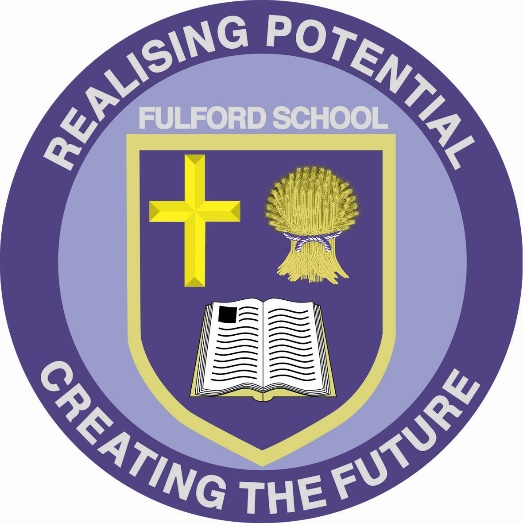 REALISING POTENTIAL
FULFORD SCHOOL
CREATING THE FUTURE